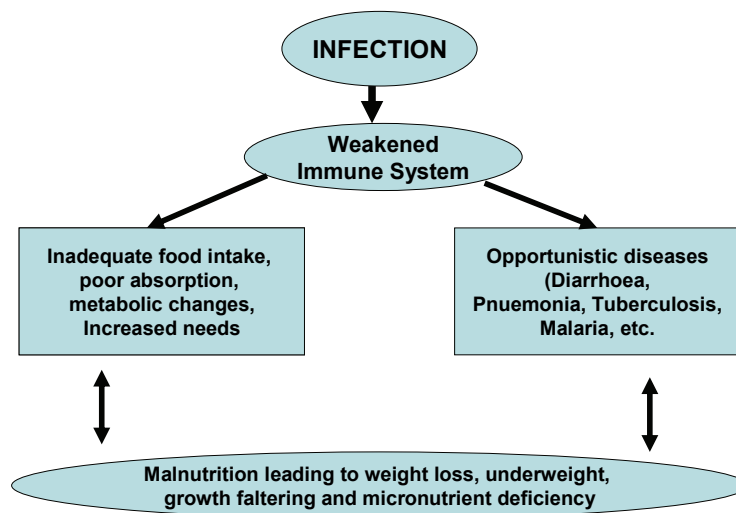 INFECTION
Weakened
Immune System
Inadequate food intake,
poor absorption,
metabolic changes,
Increased needs
Opportunistic diseases
(Diarrhoea,
Pnuemonia, Tuberculosis,
Malaria, etc.
Malnutrition leading to weight loss, underweight,
growth faltering and micronutrient deficiency